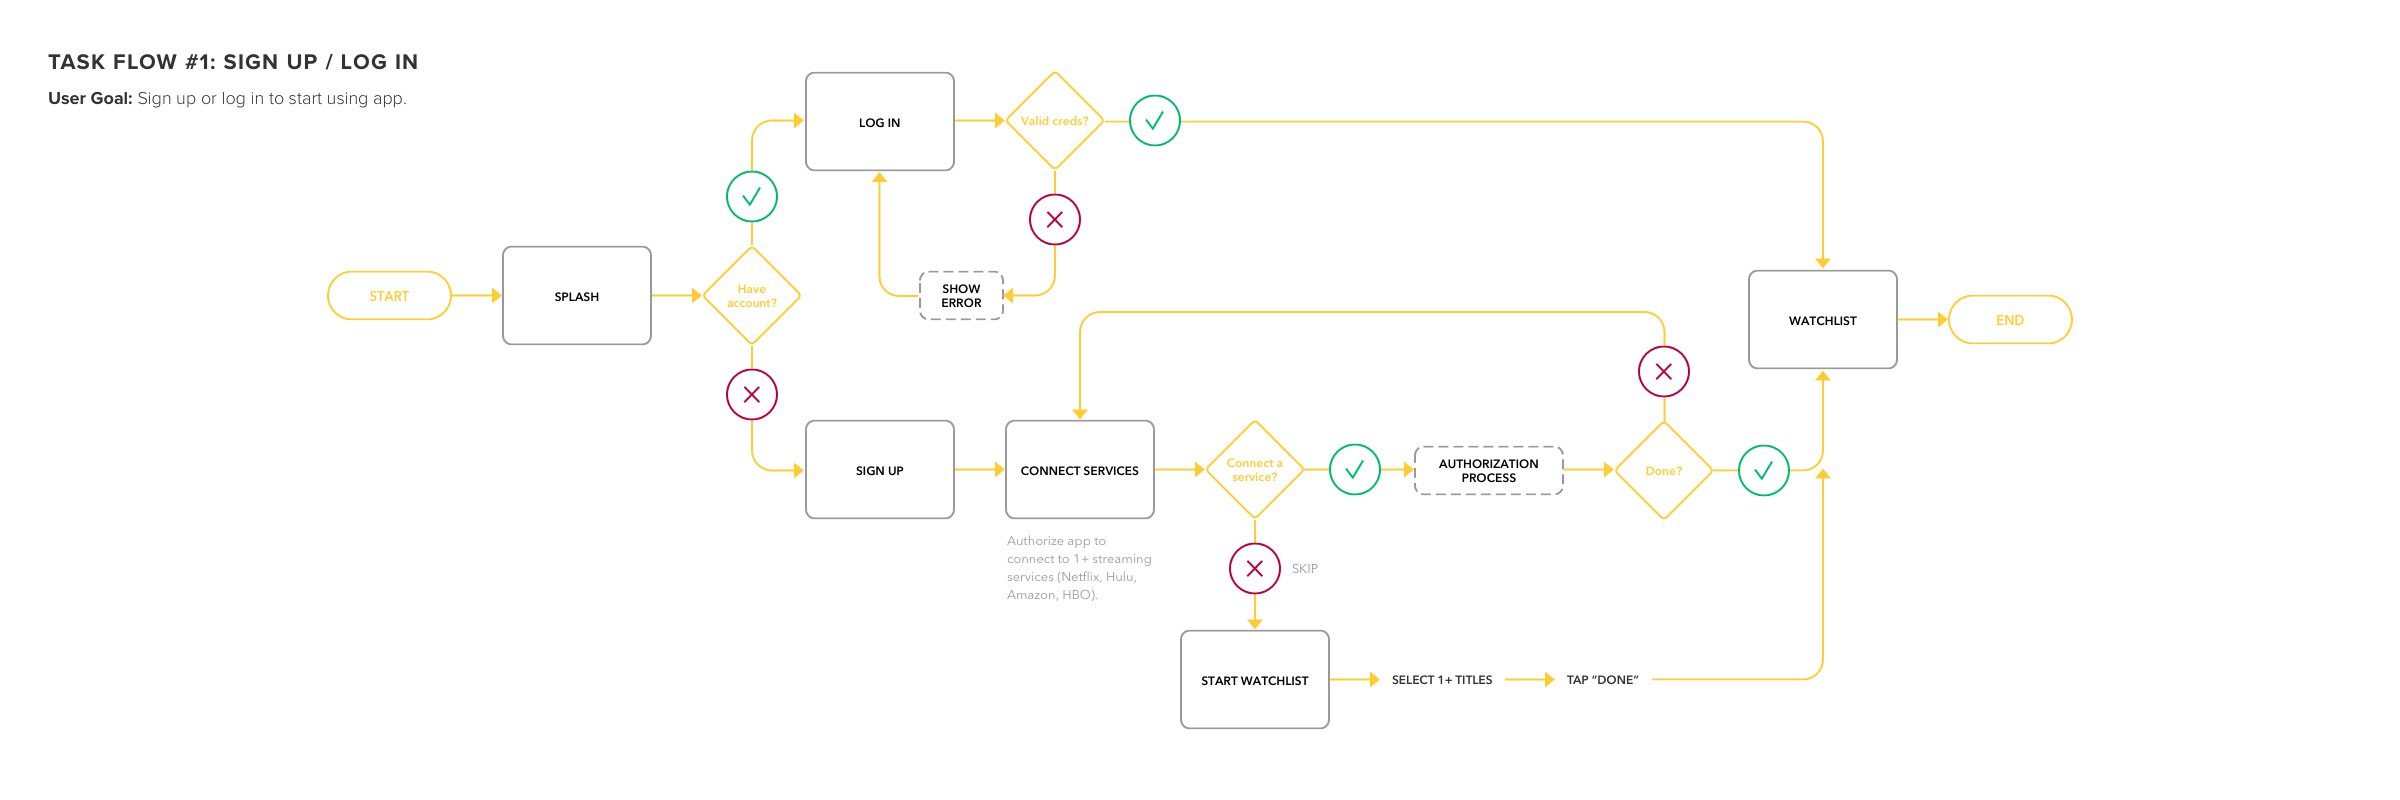 TASK FLOW #1: SIGN UP / LOG IN
User Goal: Sign up or log in to start using app.
LOG IN
Valid creds?
START
SPLASH
Have
account?
SHOW
ERROR
WATCHLIST
END
SIGN UP
CONNECT SERVICES
Connect a
service?
AUTHORIZATION
PROCESS
Done?
Authorize app to
connect to 1+ streaming
services (Netflix, Hulu,
Amazon, HBO).
SKIP
START WATCHLIST
SELECT 1+ TITLES
TAP “DONE”